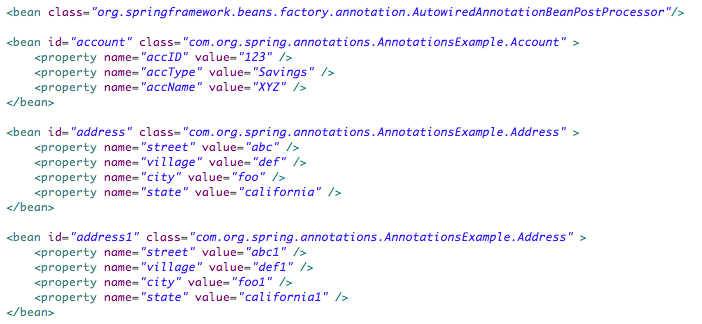 <bean class="org.springframework.beans.factory.annotation.AutowiredAnnotationBeanPostProcessor"/>
<bean id="account" class="com.org.spring.annotations.AnnotationsExample.Account" >
<property name="accID" value="123" />
<property name="accType" value="Savings" />
<property name="accName" value="XYZ" />
</bean>
<bean id="address" class="com.org.spring.annotations.AnnotationsExample.Address" >
<property name="street" value="abc" />
<property name="village" value="def" />
<property name="city" value="foo" />
<property name="state" value="california" />
</bean>
<bean id="address1" class="com.org.spring.annotations.AnnotationsExample.Address" >
<property name="street" value="abc1" />
<property name="village" value="def1" />
<property name="city" value="foo1" />
<property name="state" value="california1" />
</bean>